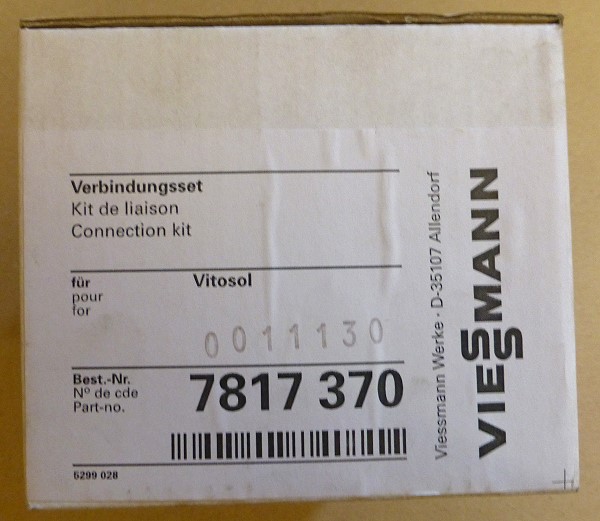 Verbindungsset
Kit de liaison
Connection kit
für
pour
for
Vitosol
0011130
Best.-Nr.
Nº de cde
Part-no.
7817 370
5299 028
Viessmann Werke · D-35107 Allendorf
VIESSMANN